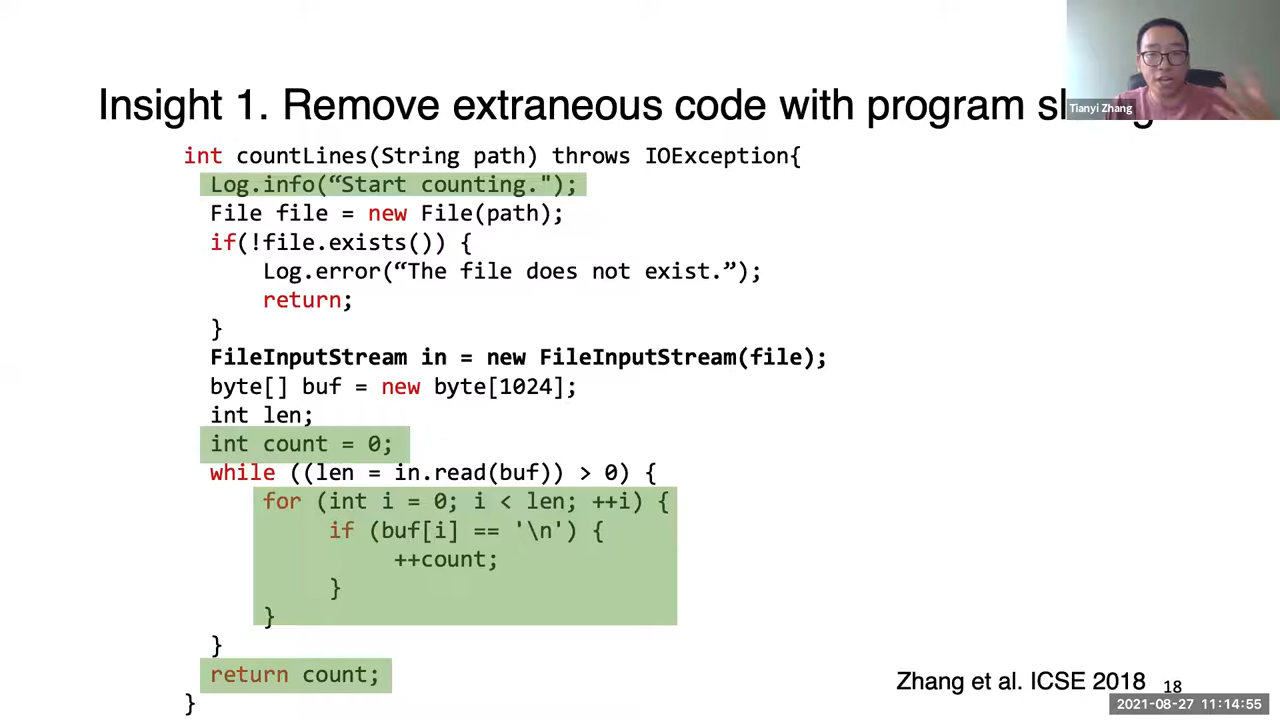 Tianyi Zhang
Insight 1. Remove extraneous code with program
int countLines(String path) throws IOException{
Log.info(“Start counting.");
File file = new File(path);
if(!file.exists()) {
Log.error(“The file does not exist.”);
return;
}
FileInputStream in = new FileInputStream(file);
byte[] buf = new byte[1024];
int len;
int count = 0;
while ((len = in.read(buf)) > 0) {
for (int i = 0; i < len; ++i) {
if (buf[i] == '\n') {
++count;
}
}
}
return count;
}
Zhang et al. ICSE 2018 18
2021-08-27 11:14:55